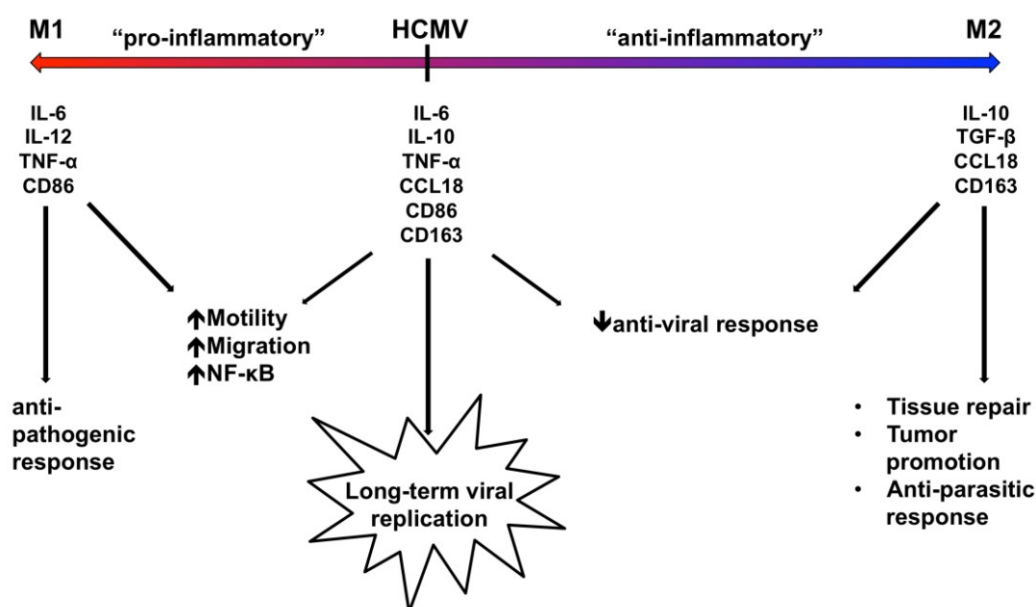 M1 “pro-inflammatory” HCMV “anti-inflammatory” M2
IL-6
IL-12
TNF-α
CD86
IL-6
IL-10
TNF-α
CCL18
CD86
CD163
IL-10
TGF-β
CCL18
CD163
↑Motility
↑Migration
↑NF-κB
↓anti-viral response
anti-
pathogenic
response
Long-term viral
replication
• Tissue repair
• Tumor
promotion
• Anti-parasitic
response